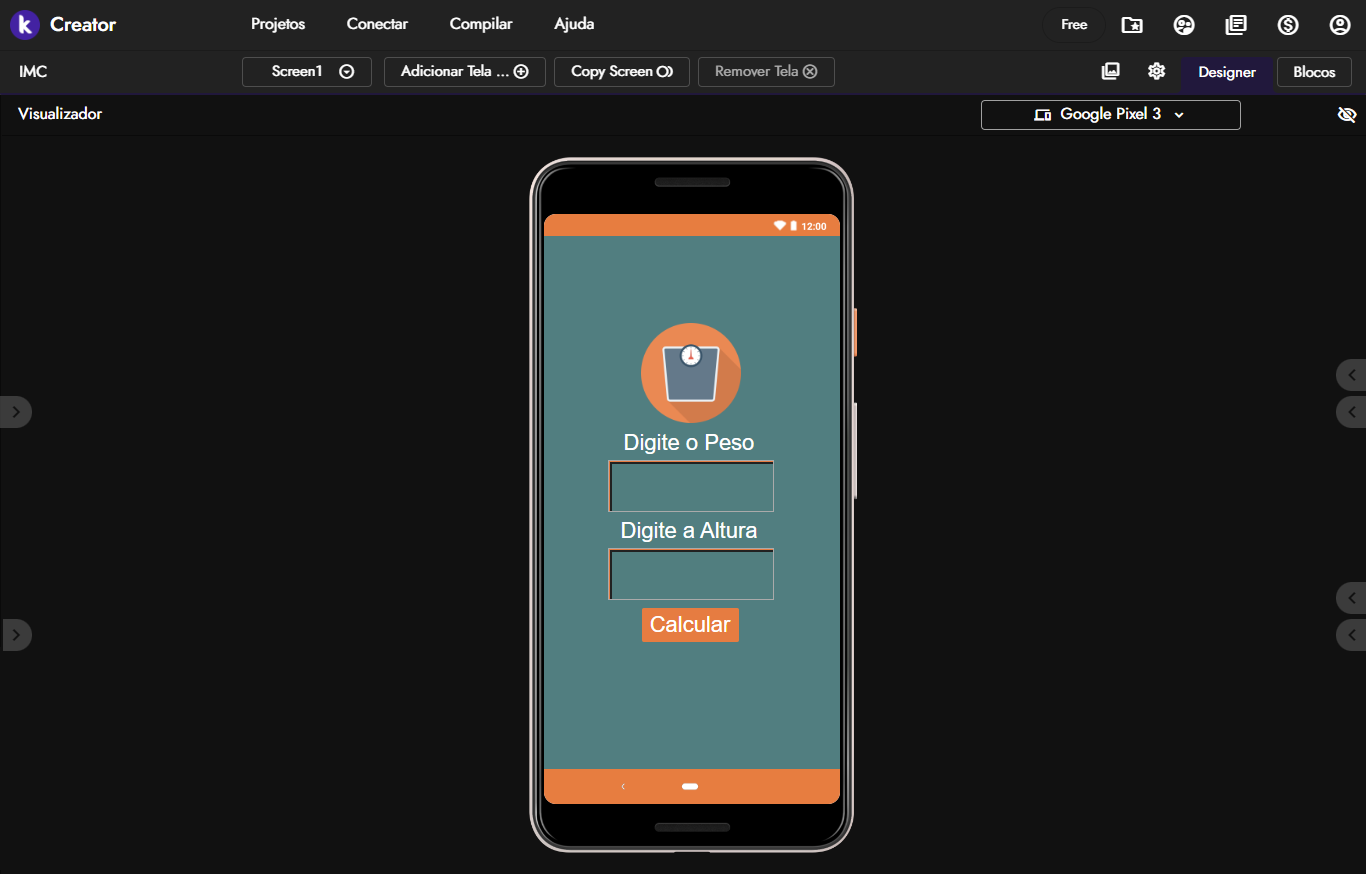 k Creator Projetos Conectar Compilar Ajuda Free
IMC Screen1 Adicionar Tela ... Copy Screen Remover Tela Designer Blocos
Visualizador Google Pixel 3
12:00
Digite o Peso
Digite a Altura
Calcular